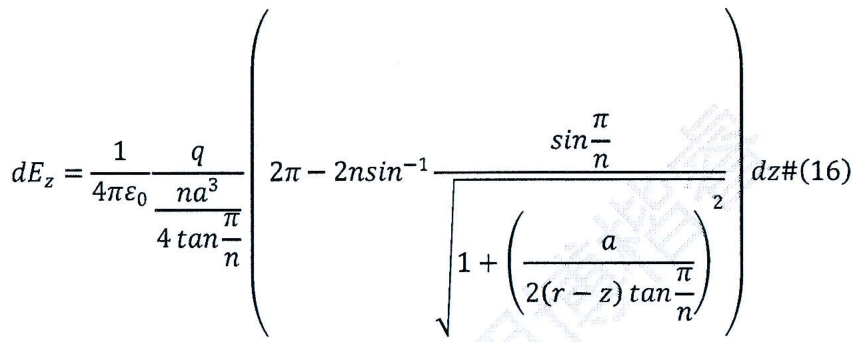 dE_z = \frac{1}{4\pi\varepsilon_0} \frac{q}{\frac{na^3}{4 \tan\frac{\pi}{n}}} \left( 2\pi - 2n sin^{-1} \frac{sin\frac{\pi}{n}}{\sqrt{1 + \left( \frac{a}{2(r-z) tan\frac{\pi}{n}} \right)^2}} \right) dz\#(16)